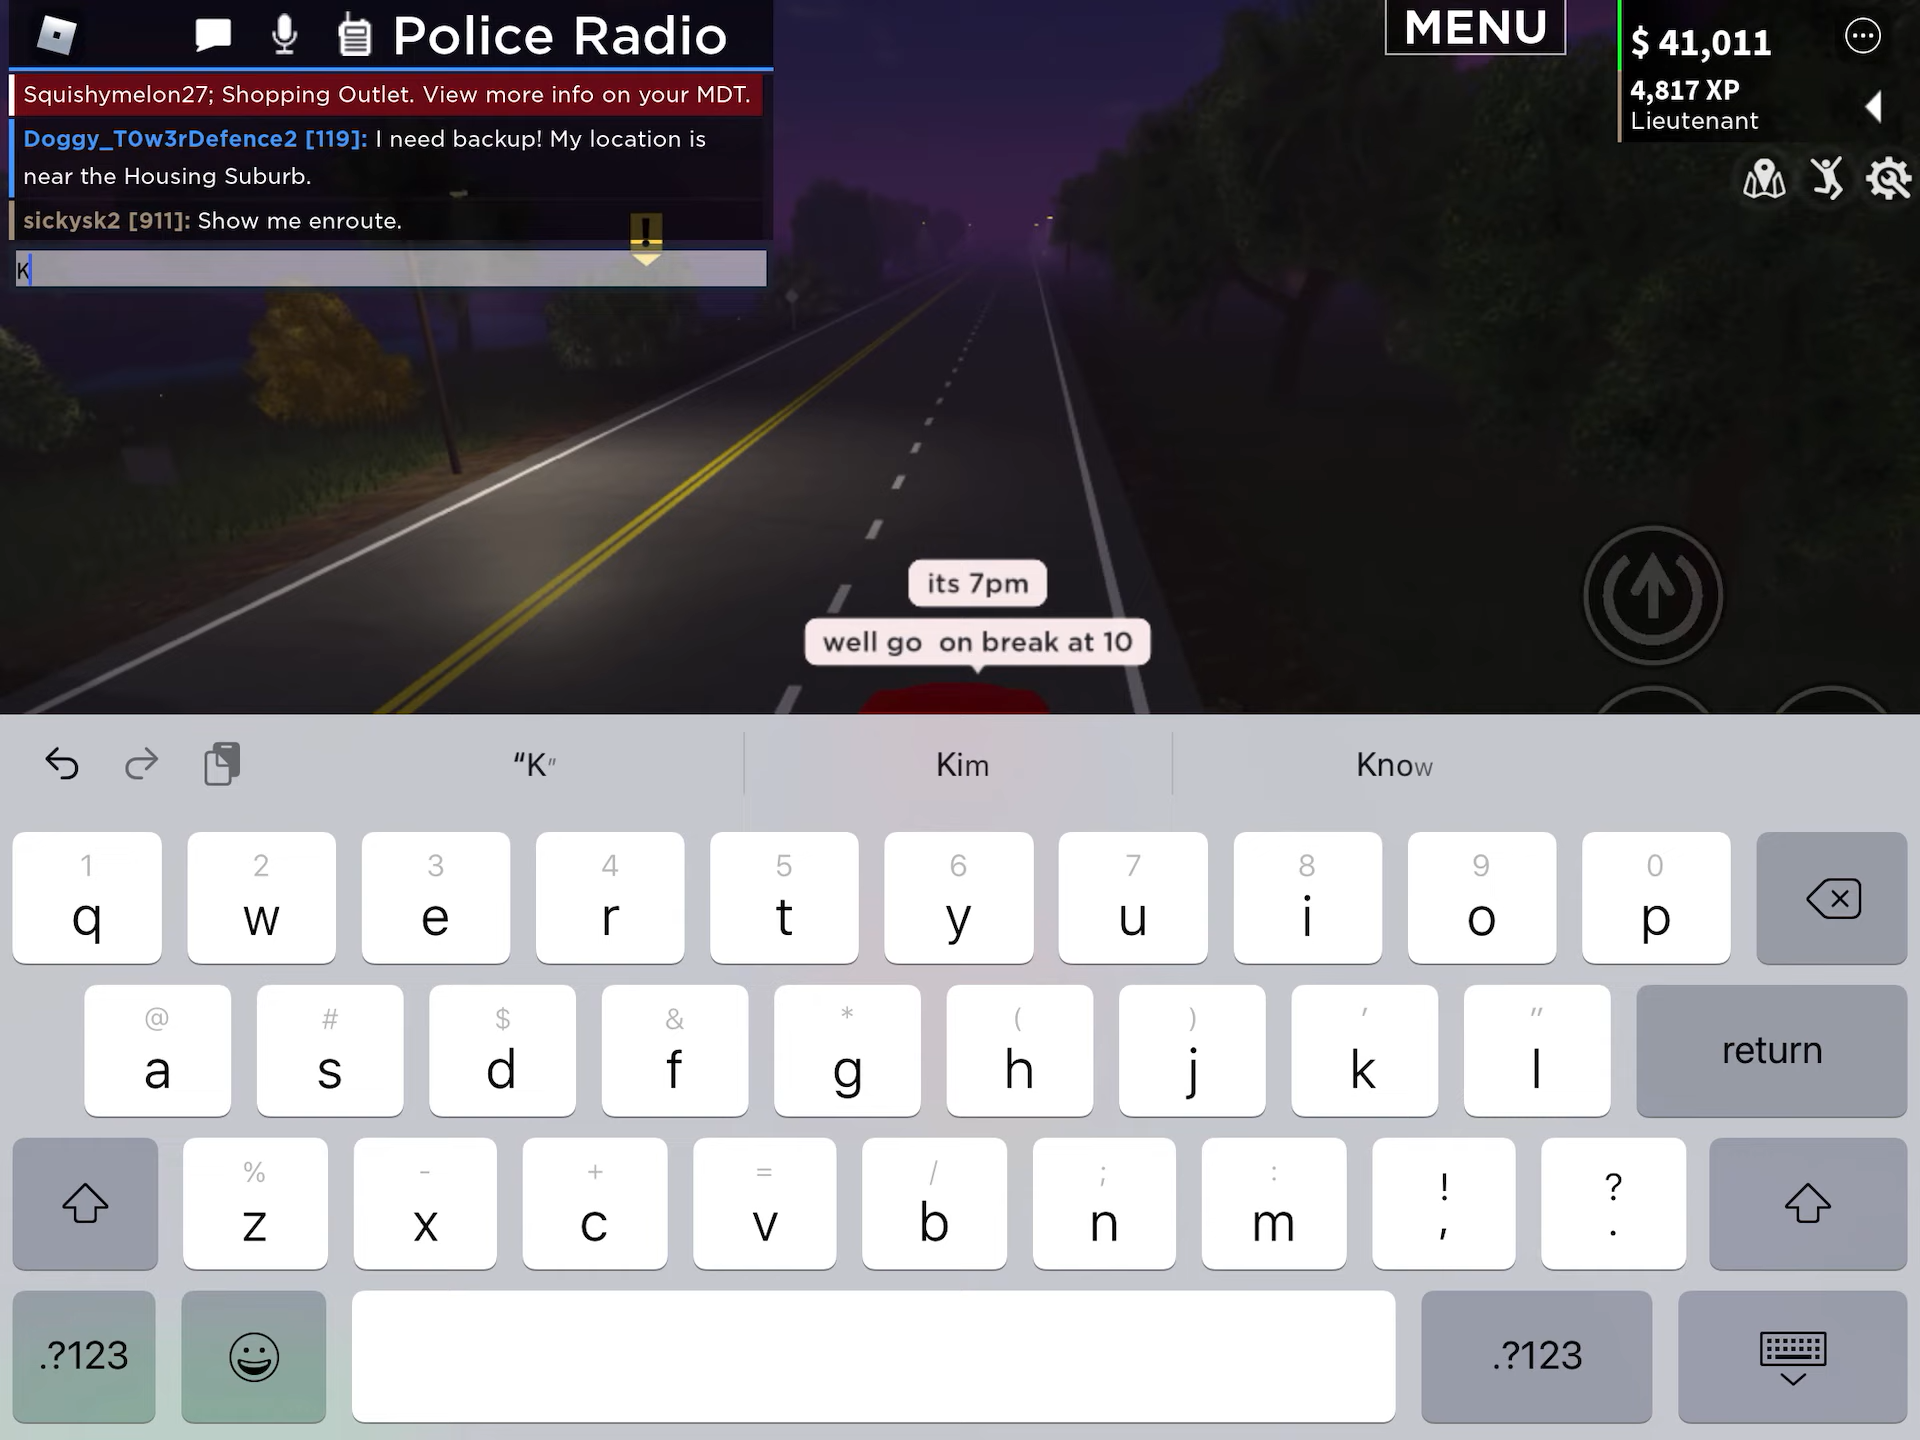 Police Radio
MENU
$ 41,011
4,817 XP
Lieutenant
Squishymelon27; Shopping Outlet. View more info on your MDT.
Doggy_T0w3rDefence2 [119]: I need backup! My location is
near the Housing Suburb.
sickysk2 [911]: Show me enroute.
K
its 7pm
well go  on break at 10
“K” Kim Know
1 2 3 4 5 6 7 8 9 0
q w e r t y u i o p
@ # $ & * ( ) ' "
a s d f g h j k l return
% - + = / ; : ! ?
z x c v b n m , .
.?123 .?123